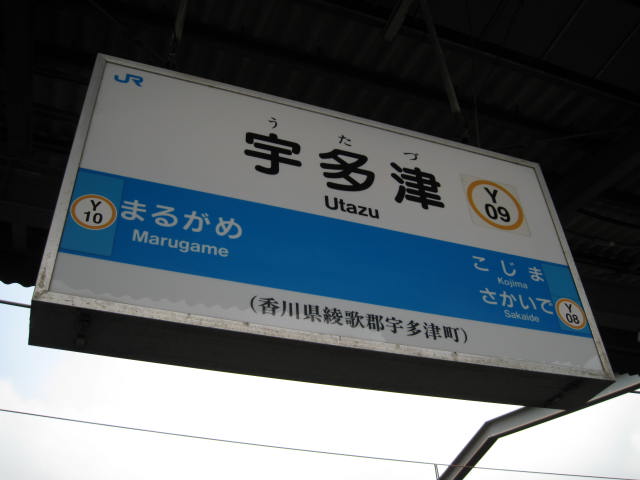 JR
うたづ
宇多津
Utazu
Y
09
Y
10
まるがめ
Marugame
こじま
Kojima
さかいで
Sakaide
Y
08
(香川県綾歌郡宇多津町)